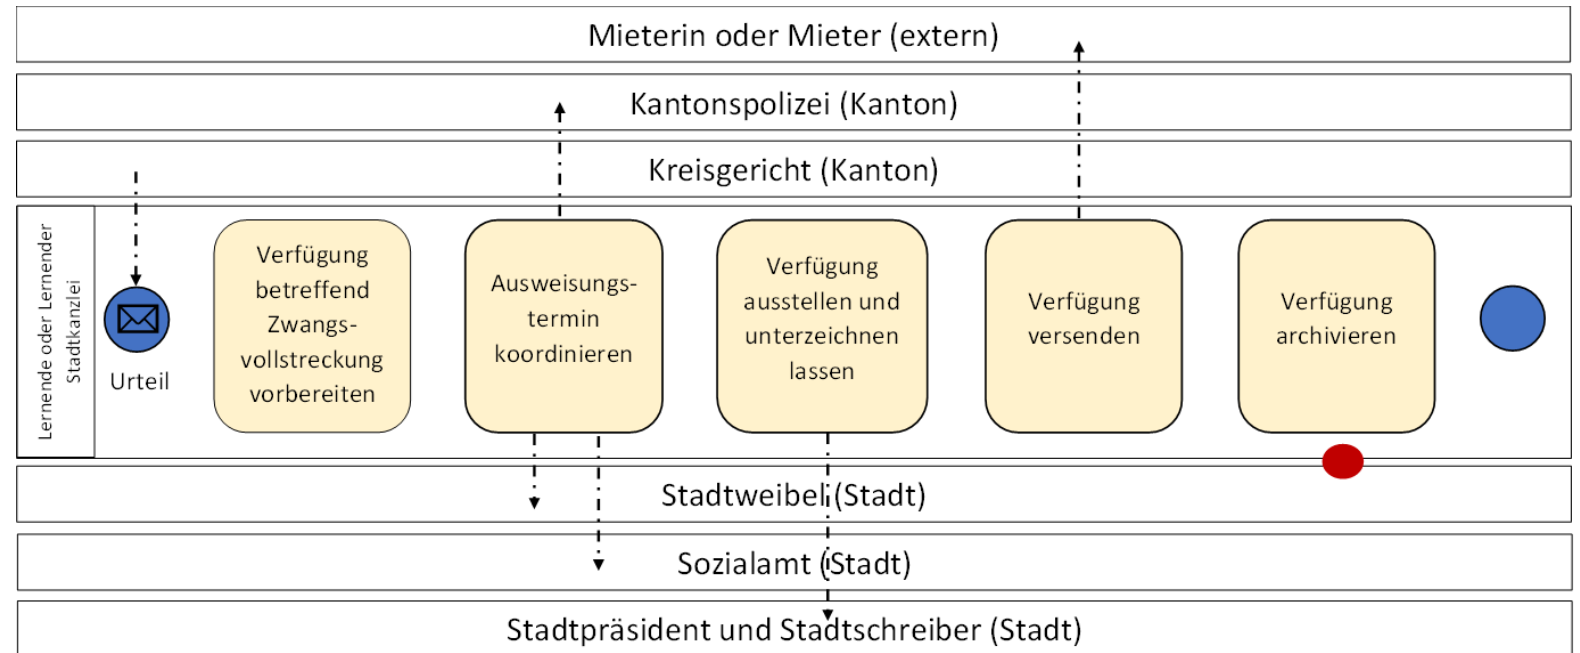 Mieterin oder Mieter (extern)
Kantonspolizei (Kanton)
Kreisgericht (Kanton)
Lernende oder Lernender
Stadtkanzlei
Urteil
Verfügung
betreffend
Zwangs-
vollstreckung
vorbereiten
Ausweisungs-
termin
koordinieren
Verfügung
ausstellen und
unterzeichnen
lassen
Verfügung
versenden
Verfügung
archivieren
Stadtweibel (Stadt)
Sozialamt (Stadt)
Stadtpräsident und Stadtschreiber (Stadt)